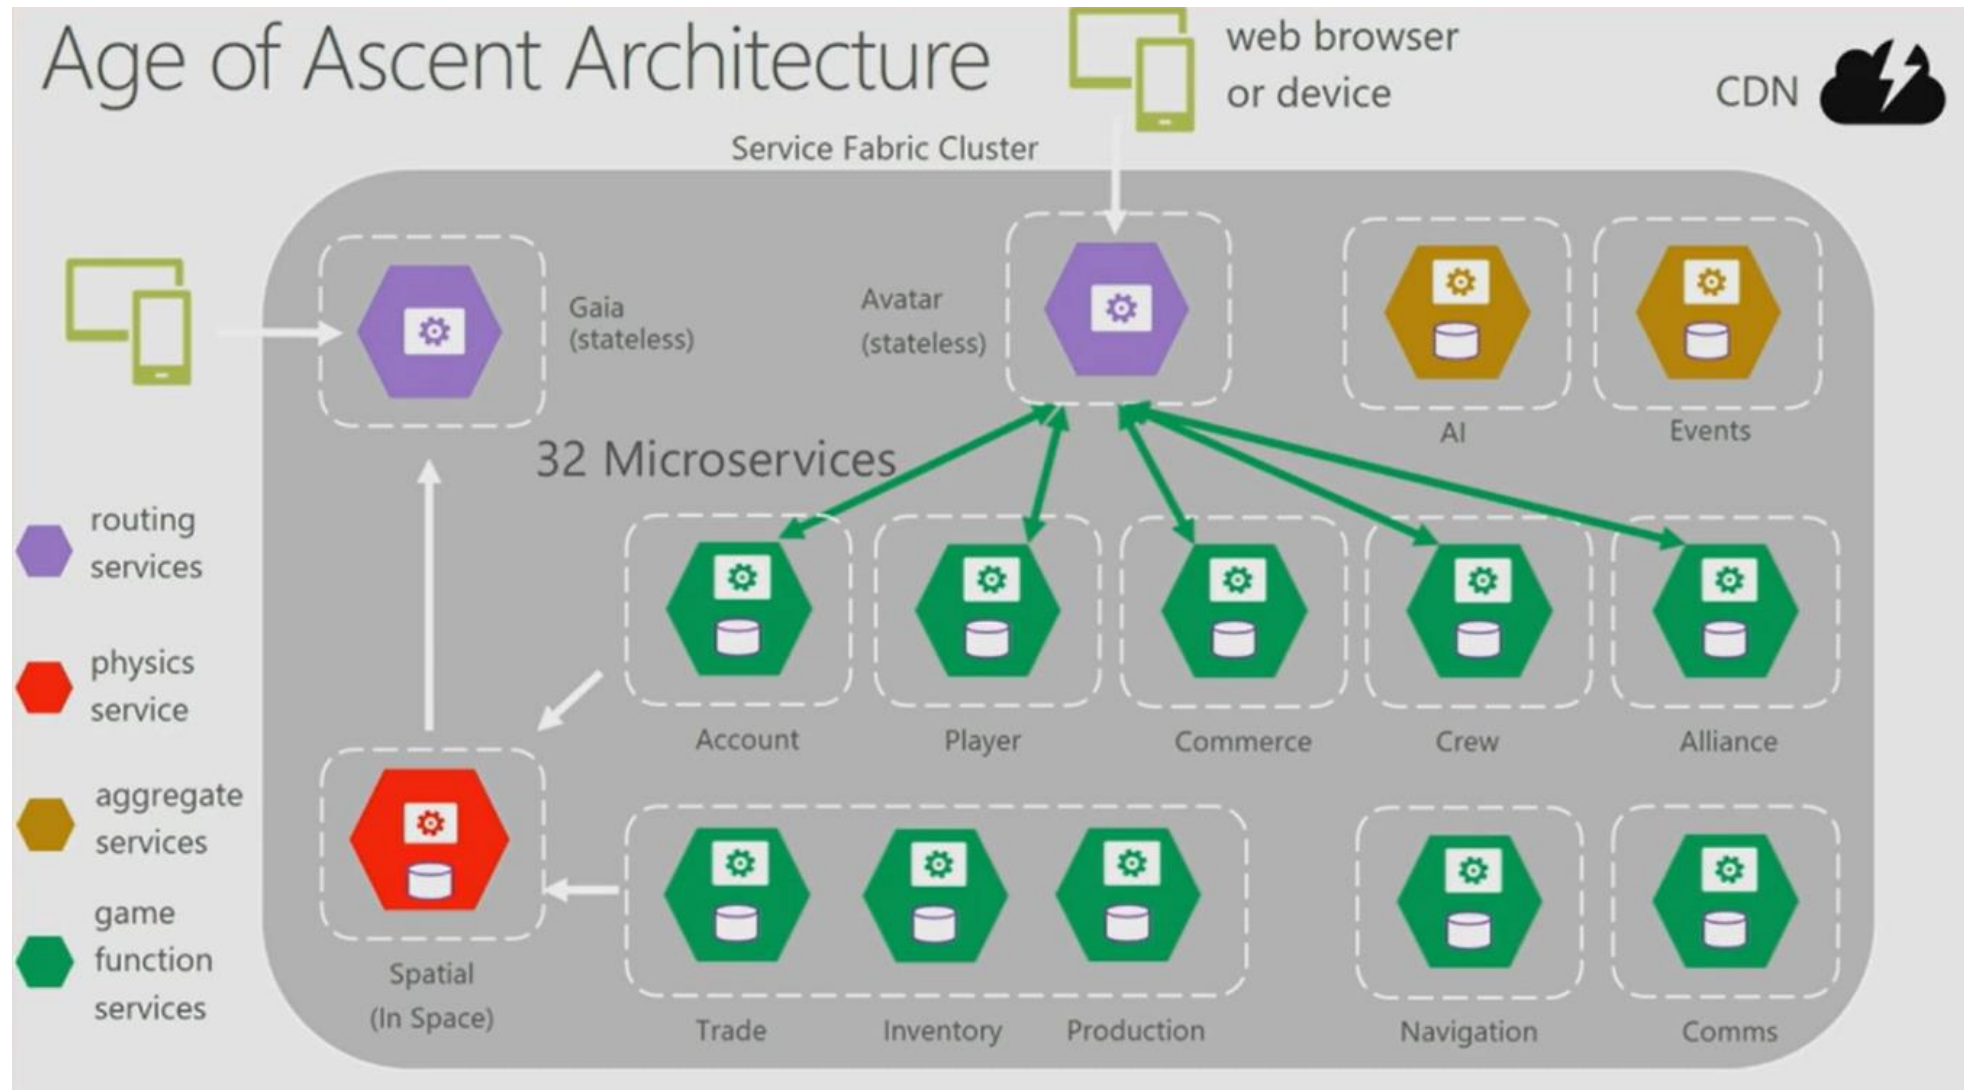 Age of Ascent Architecture
web browser
or device
CDN
Service Fabric Cluster
Gaia
(stateless)
Avatar
(stateless)
AI
Events
32 Microservices
routing
services
physics
service
aggregate
services
game
function
services
Account
Player
Commerce
Crew
Alliance
Spatial
(In Space)
Trade
Inventory
Production
Navigation
Comms